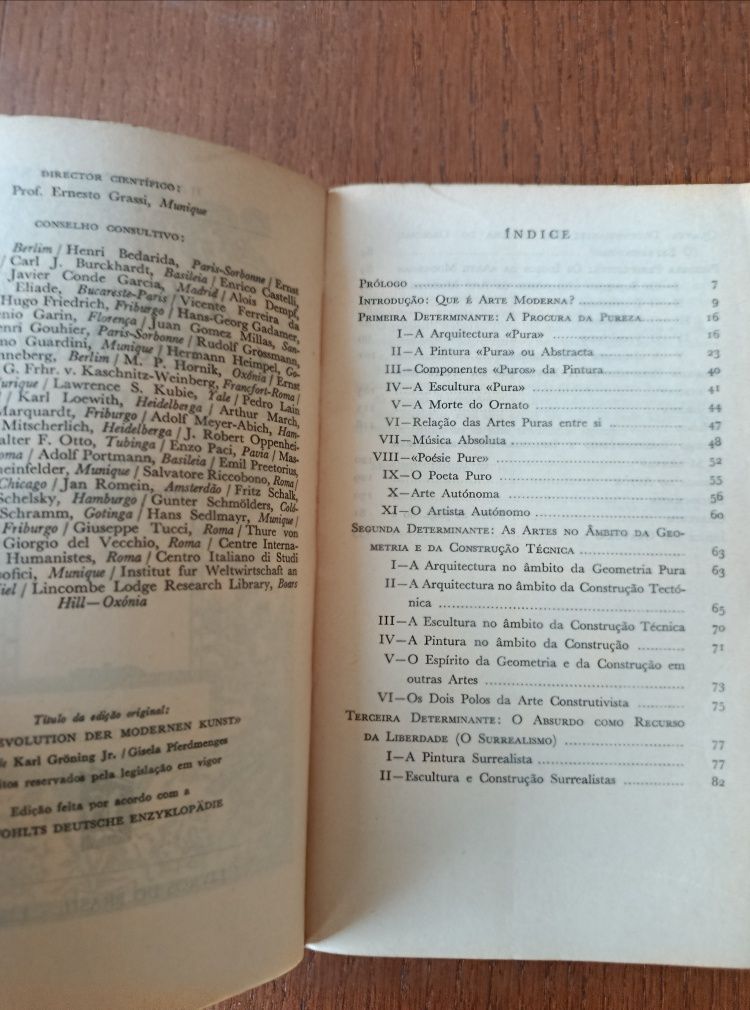 DIRECTOR CIENTÍFICO:
Prof. Ernesto Grassi, Munique
CONSELHO CONSULTIVO:
Berlim / Henri Bedarida, Paris-Sorbonne / Ernst
Carl J. Burckhardt, Basileia / Enrico Castelli,
Javier Conde Garcia, Madrid / Alois Dempf,
Eliade, Bucareste-Paris / Vicente Ferreira da
Hugo Friedrich, Friburgo / Hans-Georg Gadamer,
Garin, Florença / Juan Gomez Millas, San-
Gouhier, Paris-Sorbonne / Rudolf Grossmann,
Guardini, Munique / Hermann Heimpel, Go-
Berlim / M. P. Hornik, Oxónia / Ernst
G. Frhr. v. Kaschnitz-Weinberg, Francfort-Roma /
/ Lawrence S. Kubie, Yale / Pedro Lain
/ Karl Loewith, Heidelberga / Arthur March,
Marquardt, Friburgo / Adolf Meyer-Abich, Ham-
Mitscherlich, Heidelberga / J. Robert Oppenhei-
Walter F. Otto, Tubinga / Enzo Paci, Pavia / Mas-
Roma / Adolf Portmann, Basileia / Emil Preetorius,
Munique / Salvatore Riccobono, Roma /
Chicago / Jan Romein, Amsterdão / Fritz Schalk,
Schelsky, Hamburgo / Gunter Schmölders, Coló-
Schramm, Gotinga / Hans Sedlmayr, Munique /
Friburgo / Giuseppe Tucci, Roma / Thure von
Giorgio del Vecchio, Roma / Centre Interna-
Humanistes, Roma / Centro Italiano di Studi
Munique / Institut fur Weltwirtschaft an
/ Lincombe Lodge Research Library, Boars
Hill—Oxónia
Título da edição original:
EVOLUTION DER MODERNEN KUNST»
de Karl Gröning Jr. / Gisela Pferdmenges
reservados pela legislação em vigor
Edição feita por acordo com a
DEUTSCHE ENZYKLOPÄDIE
ÍNDICE
PRÓLOGO 7
INTRODUÇÃO: QUE É ARTE MODERNA? 9
PRIMEIRA DETERMINANTE: A PROCURA DA PUREZA 16
I—A Arquitectura «Pura» 16
II—A Pintura «Pura» ou Abstracta 23
III—Componentes «Puros» da Pintura 40
IV—A Escultura «Pura» 41
V—A Morte do Ornato 44
VI—Relação das Artes Puras entre si 47
VII—Música Absoluta 48
VIII—«Poésie Pure» 52
IX—O Poeta Puro 55
X—Arte Autónoma 56
XI—O Artista Autónomo 60
SEGUNDA DETERMINANTE: AS ARTES NO ÂMBITO DA GEO-
METRIA E DA CONSTRUÇÃO TÉCNICA 63
I—A Arquitectura no âmbito da Geometria Pura 63
II—A Arquitectura no âmbito da Construção Tectó-
nica 65
III—A Escultura no âmbito da Construção Técnica 70
IV—A Pintura no âmbito da Construção 71
V—O Espírito da Geometria e da Construção em
outras Artes 73
VI—Os Dois Polos da Arte Construtivista 75
TERCEIRA DETERMINANTE: O ABSURDO COMO RECURSO
DA LIBERDADE (O SURREALISMO) 77
I—A Pintura Surrealista 77
II—Escultura e Construção Surrealistas 82